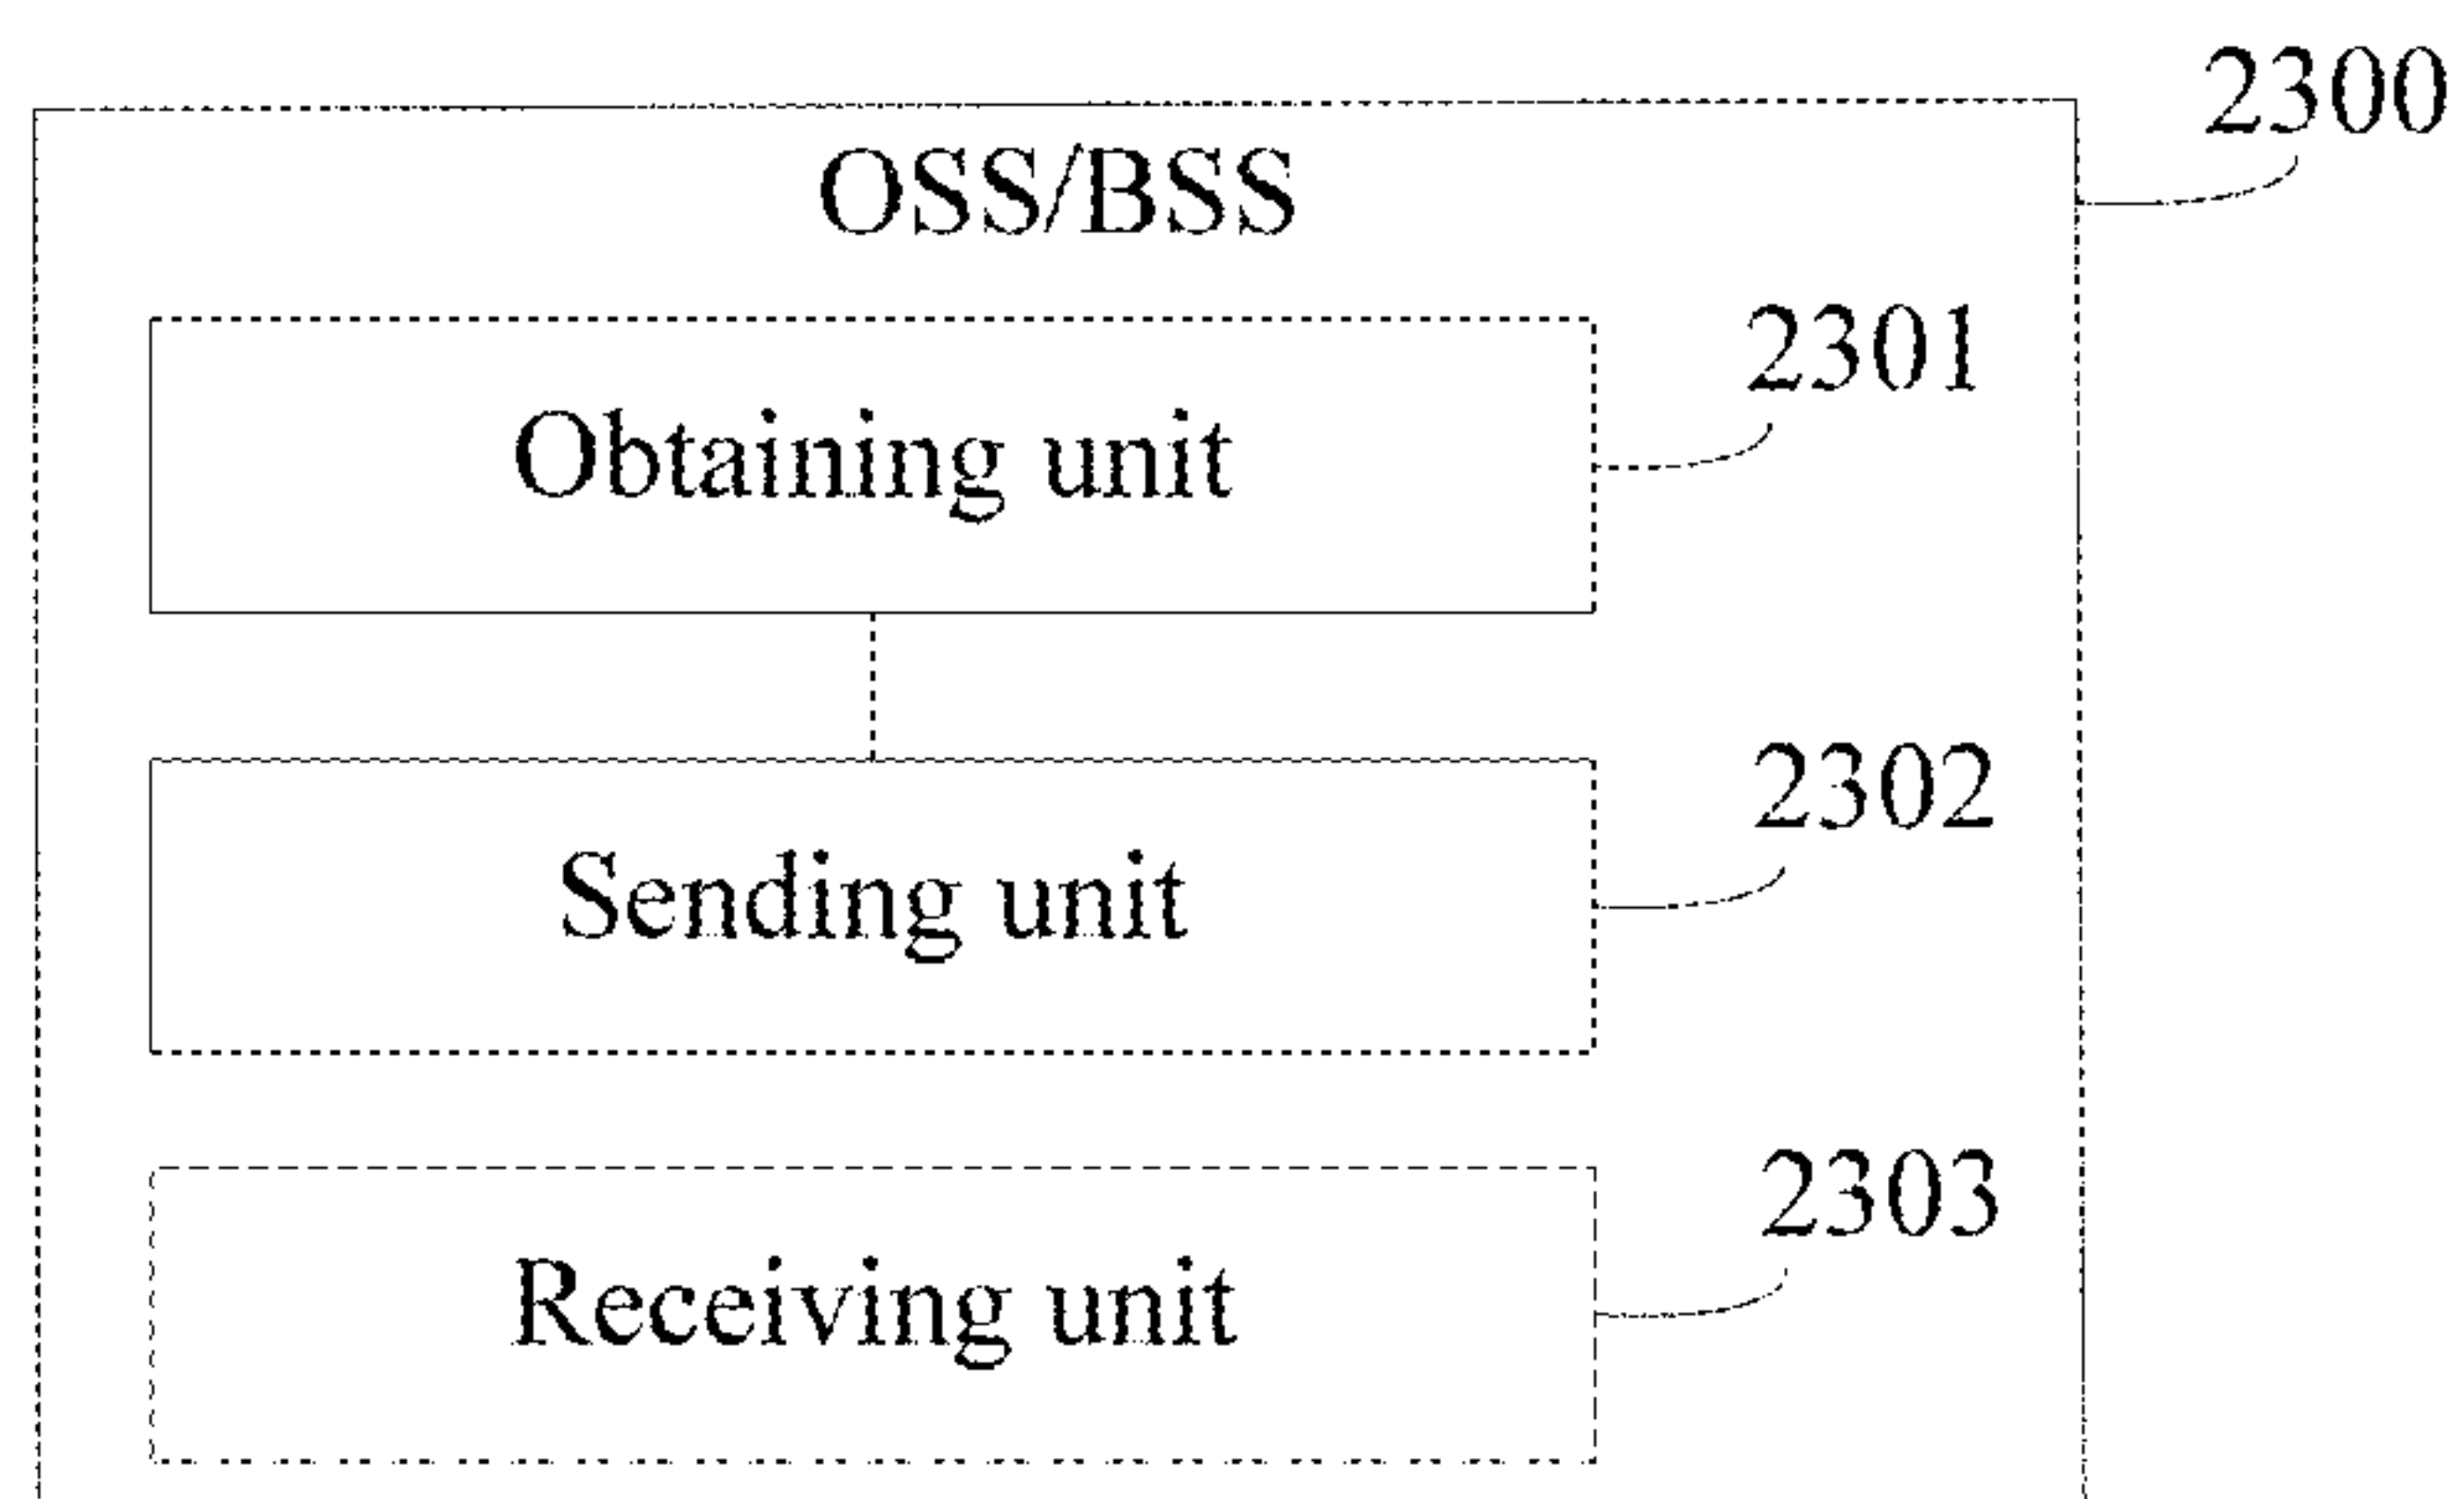 2300
OSS/BSS
2301
Obtaining unit
2302
Sending unit
2303
Receiving unit